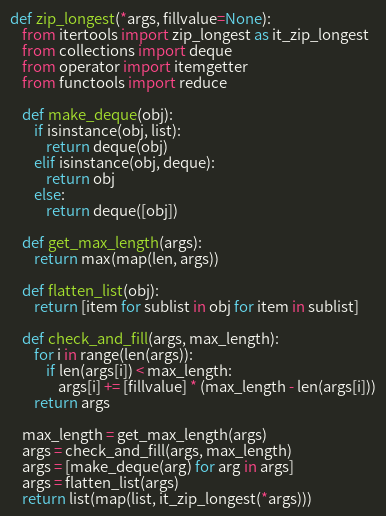 def zip_longest(*args, fillvalue=None):
from itertools import zip_longest as it_zip_longest
from collections import deque
from operator import itemgetter
from functools import reduce
def make_deque(obj):
if isinstance(obj, list):
return deque(obj)
elif isinstance(obj, deque):
return obj
else:
return deque([obj])
def get_max_length(args):
return max(map(len, args))
def flatten_list(obj):
return [item for sublist in obj for item in sublist]
def check_and_fill(args, max_length):
for i in range(len(args)):
if len(args[i]) < max_length:
args[i] += [fillvalue] * (max_length - len(args[i]))
return args
max_length = get_max_length(args)
args = check_and_fill(args, max_length)
args = [make_deque(arg) for arg in args]
args = flatten_list(args)
return list(map(list, it_zip_longest(*args)))